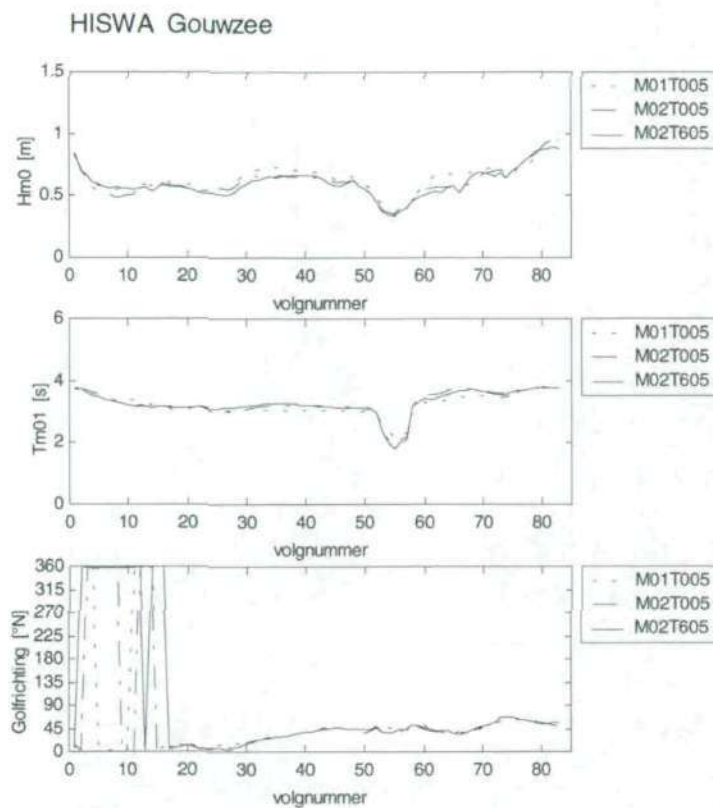 HISWA Gouwzee
1.5
1
0.5
0
Hm0 [m]
0 10 20 30 40 50 60 70 80
volgnummer
M01T005
M02T005
M02T605
6
4
2
0
Tm01 [s]
0 10 20 30 40 50 60 70 80
volgnummer
M01T005
M02T005
M02T605
360
315
270
225
180
135
90
45
0
Golfrichting [°N]
0 10 20 30 40 50 60 70 80
volgnummer
M01T005
M02T005
M02T605